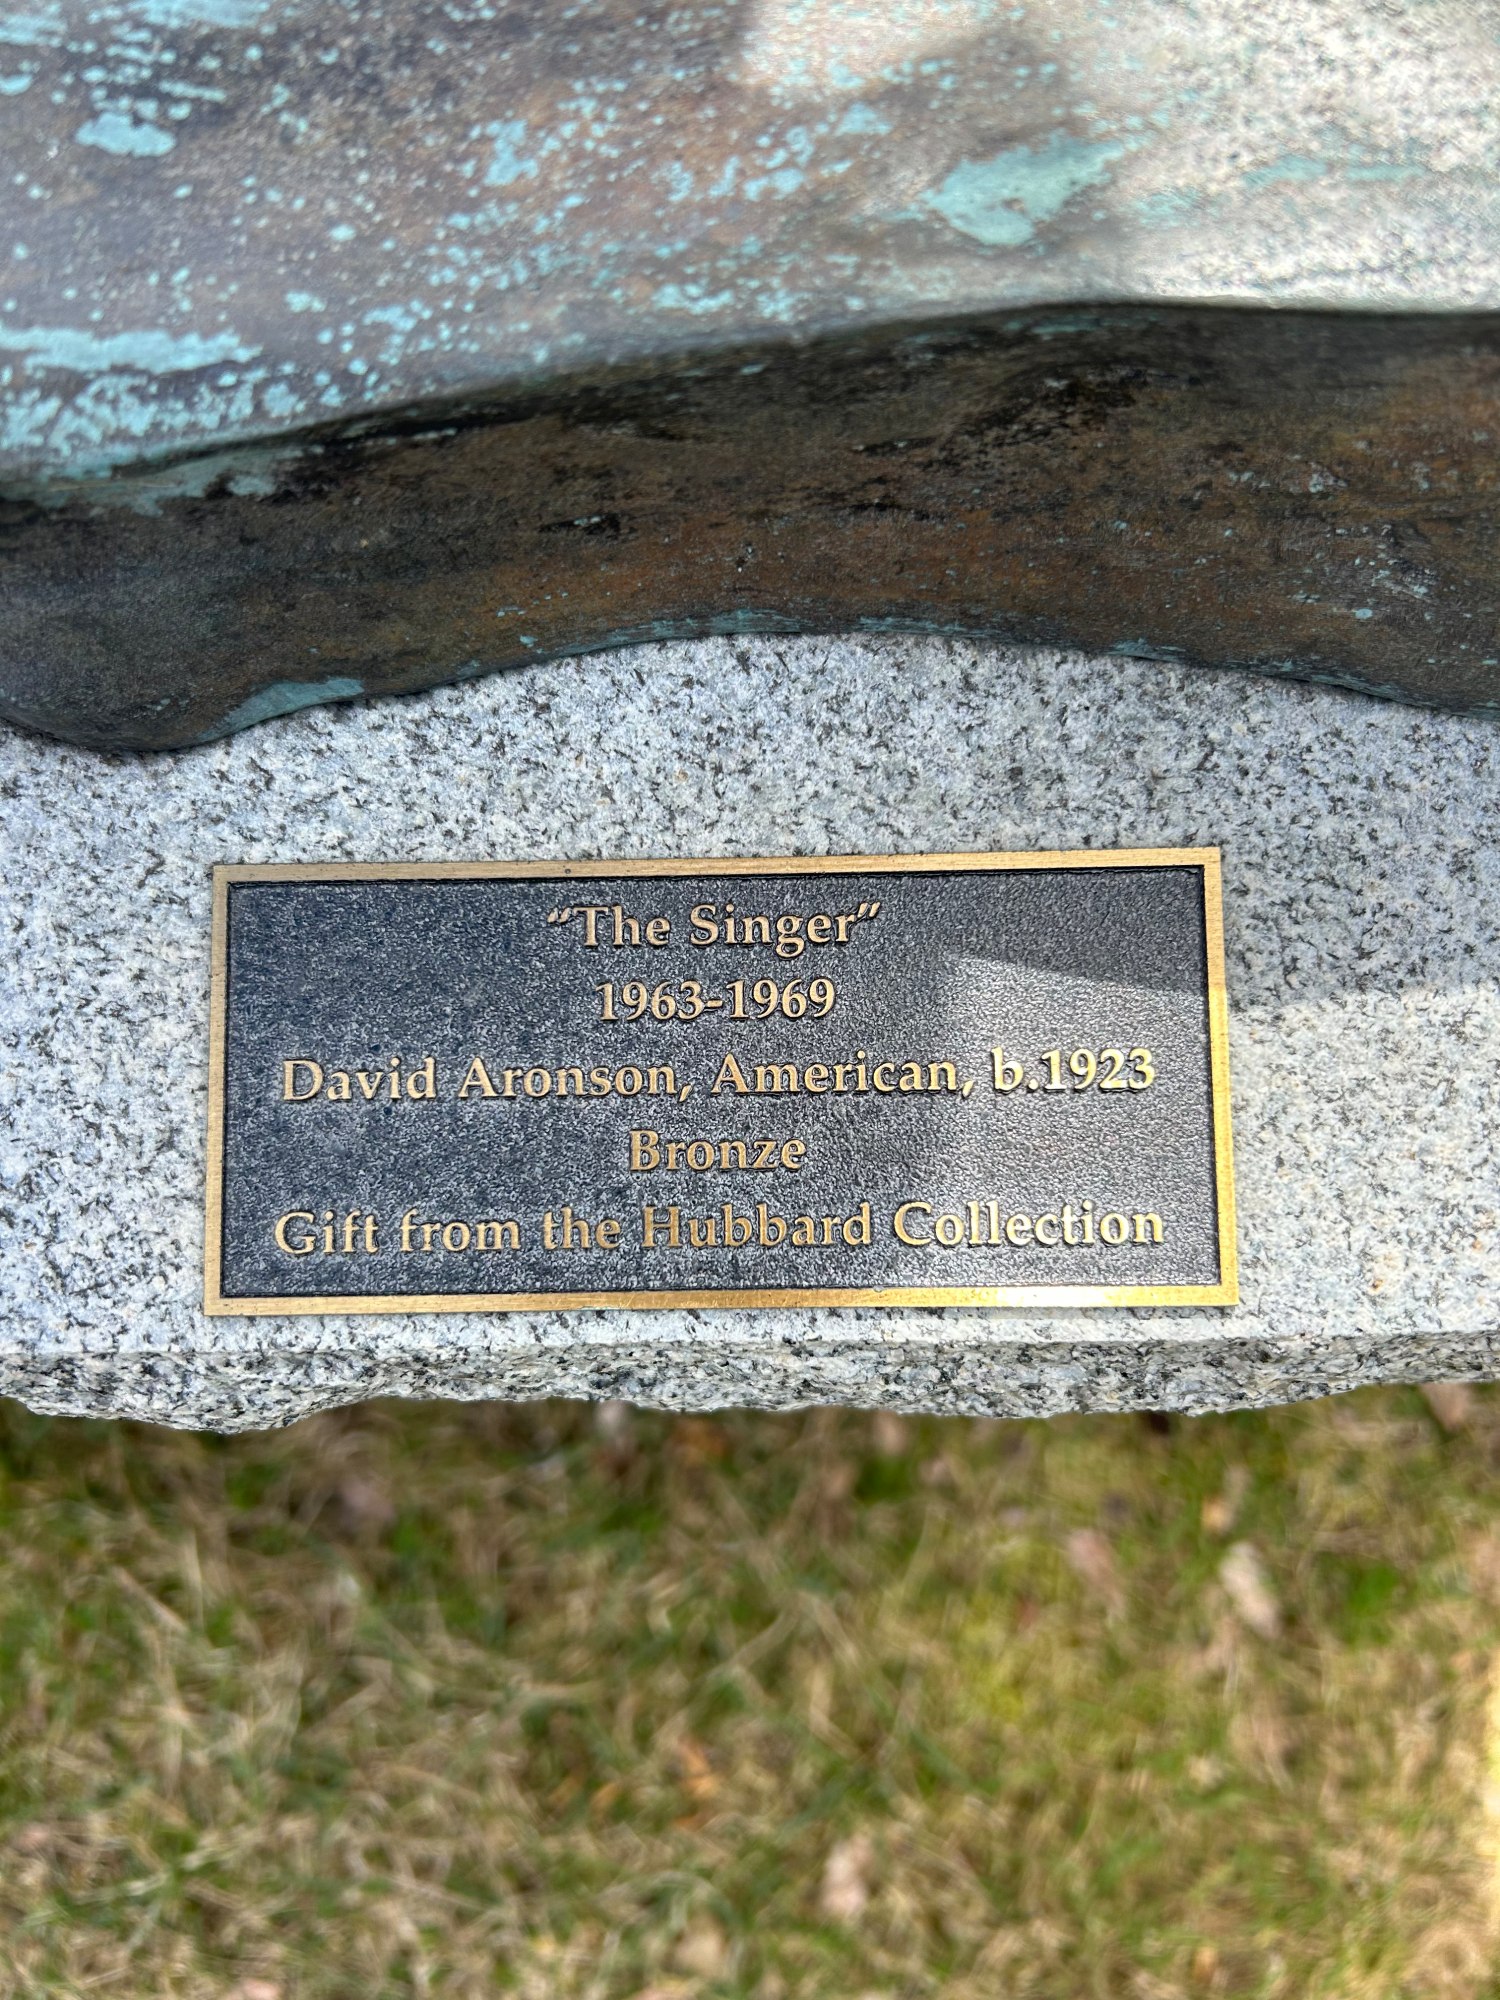 “The Singer”
1963-1969
David Aronson, American, b.1923
Bronze
Gift from the Hubbard Collection